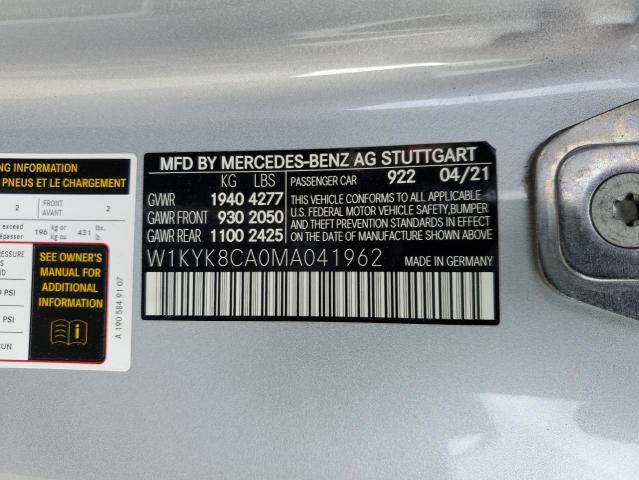 NG INFORMATION
PNEUS ET LE CHARGEMENT
2 FRONT AVANT 2
196 kg or kg ou 431 lbs. lb.
SEE OWNER'S
MANUAL FOR
ADDITIONAL
INFORMATION
PSI
PSI
A 190 584 91 07
MFD BY MERCEDES-BENZ AG STUTTGART
KG LBS PASSENGER CAR 922 04/21
GVWR 1940 4277
GAWR FRONT 930 2050
GAWR REAR 1100 2425
THIS VEHICLE CONFORMS TO ALL APPLICABLE
U.S. FEDERAL MOTOR VEHICLE SAFETY, BUMPER
AND THEFT PREVENTION STANDARDS IN
EFFECT ON THE DATE OF MANUFACTURE
SHOWN ABOVE.
Made in Germany
W1KYK8CA0MA041962